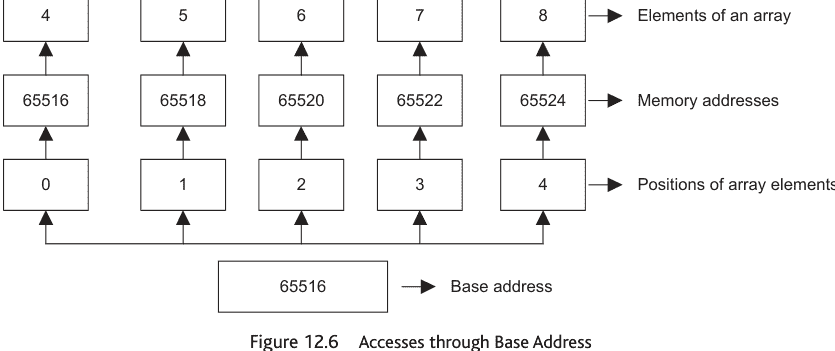 4 5 6 7 8 Elements of an array
65516 65518 65520 65522 65524 Memory addresses
0 1 2 3 4 Positions of array elements
65516 Base address
Figure 12.6 Accesses through Base Address